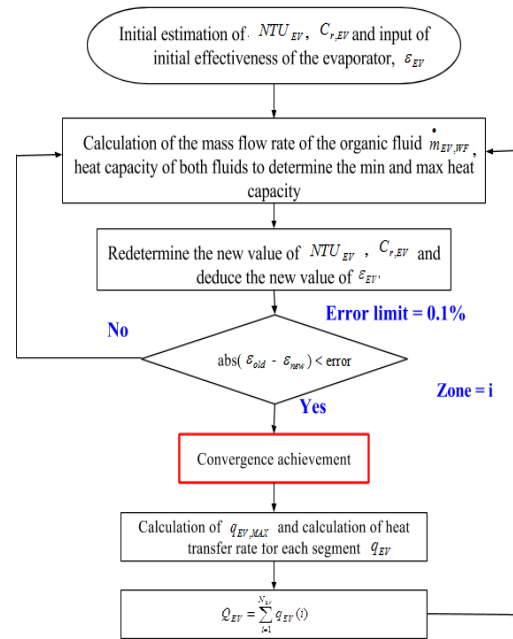 Initial estimation of NTU_EV, C_r,EV and input of
initial effectiveness of the evaporator, ε_EV
Calculation of the mass flow rate of the organic fluid ṁ_EV,WF,
heat capacity of both fluids to determine the min and max heat
capacity
Redetermine the new value of NTU_EV, C_r,EV and
deduce the new value of ε_EV.
Error limit = 0.1%
No
abs(ε_old - ε_new) < error
Zone = i
Yes
Convergence achievement
Calculation of q_EV,MAX and calculation of heat
transfer rate for each segment q_EV
Q_EV = ∑_{i=1}^{N_EV} q_EV(i)